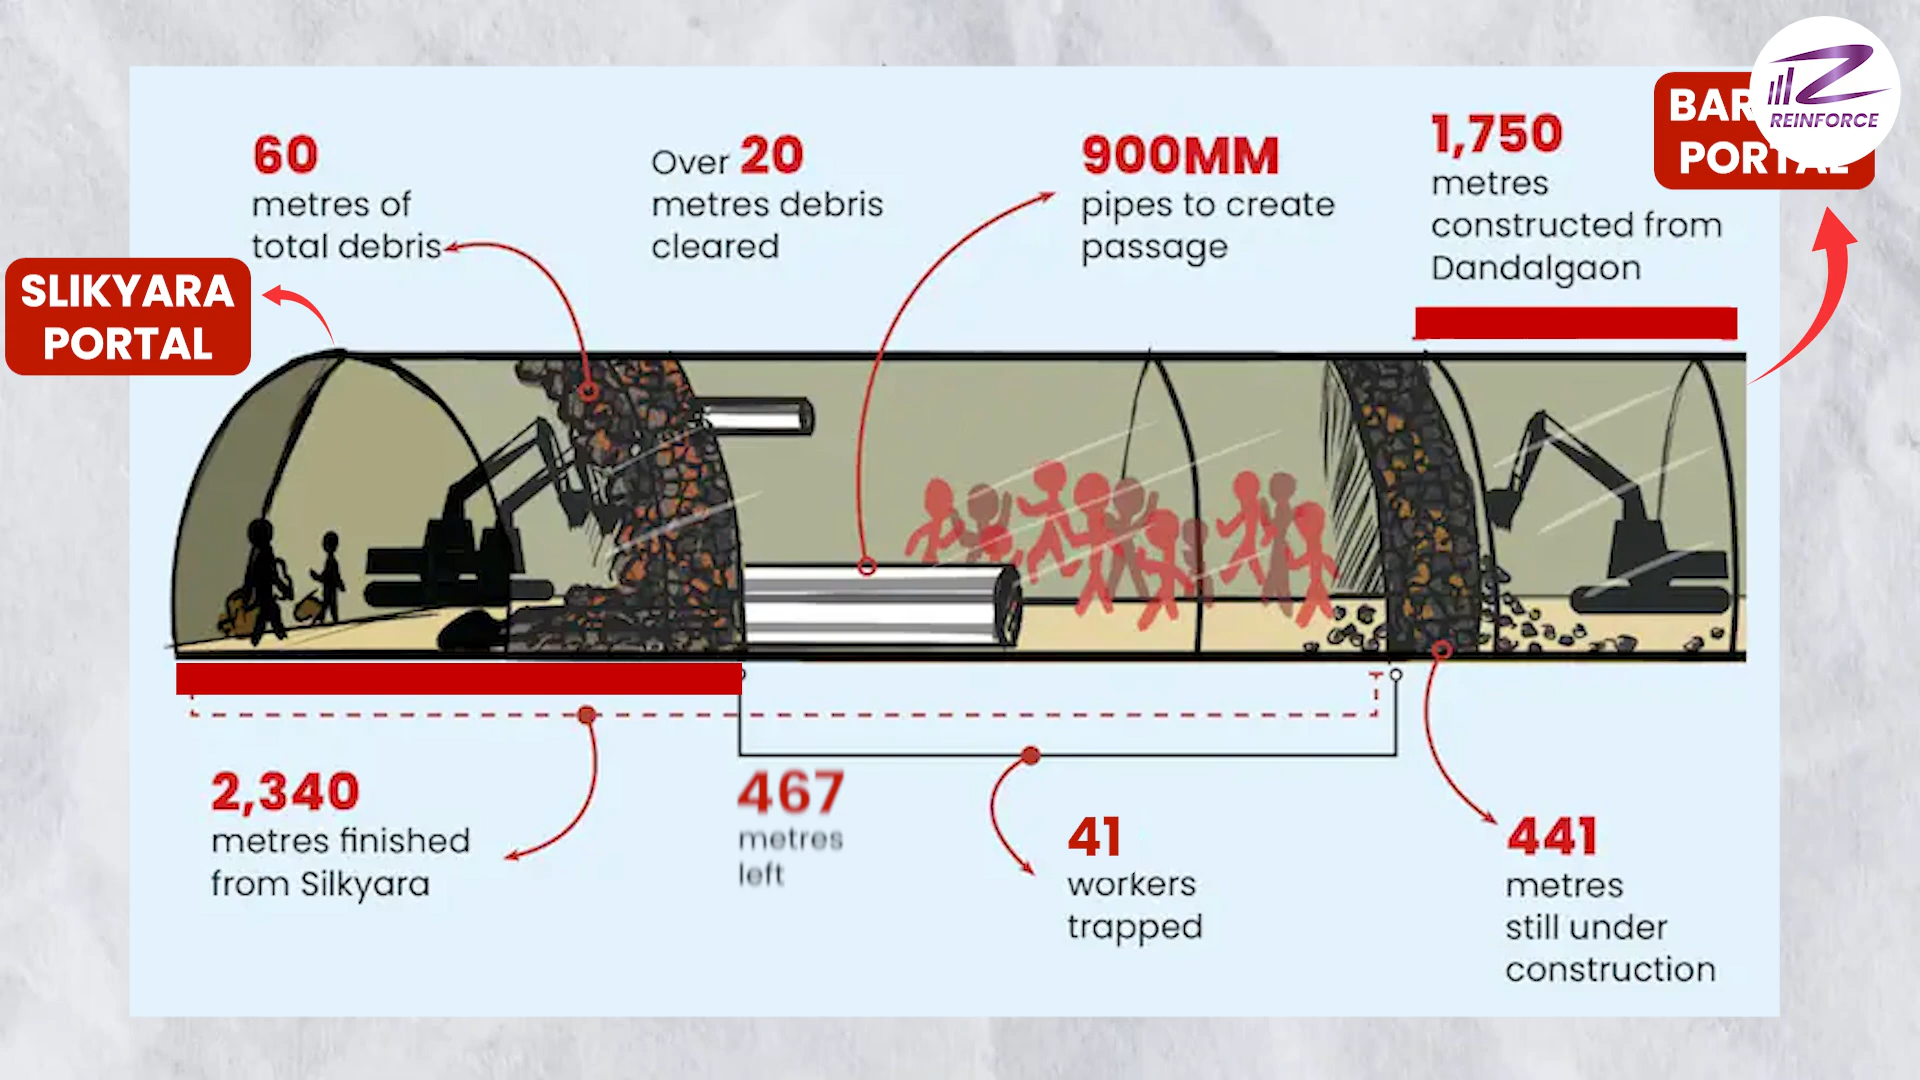 60
metres of
total debris
Over 20
metres debris
cleared
900MM
pipes to create
passage
1,750
metres
constructed from
Dandalgaon
PORTAL
REINFORCE
SLIKYARA
PORTAL
2,340
metres finished
from Silkyara
467
metres
left
41
workers
trapped
441
metres
still under
construction